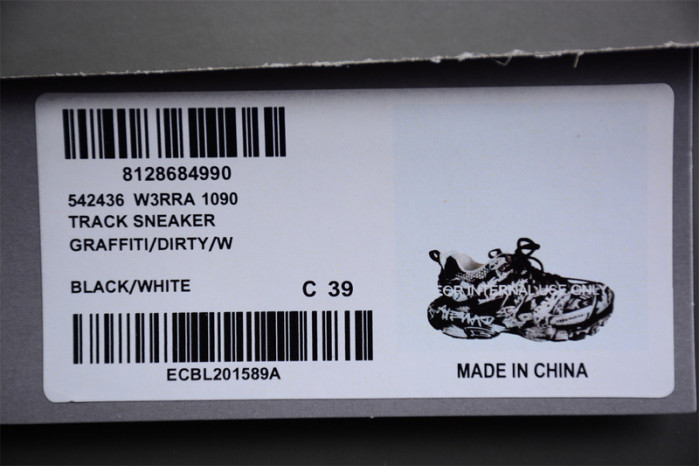 8128684990
542436 W3RRA 1090
TRACK SNEAKER
GRAFFITI/DIRTY/W
BLACK/WHITE
C 39
FOR INTERNAL USE ONLY
ECBL201589A
MADE IN CHINA